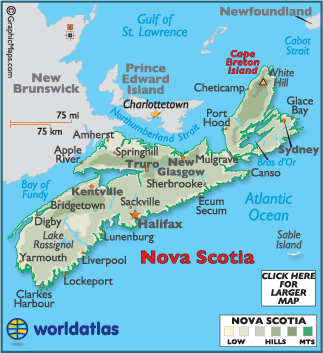 ©GraphicMaps.com
Gulf of
St. Lawrence
Newfoundland
Cabot
Strait
Cape
Breton
Island
White
Hill
New
Brunswick
Prince
Edward
Island
Charlottetown
Cheticamp
Glace
Bay
75 mi
75 km
Northumberland Strait
Port
Hood
Amherst
Sydney
Apple
River
Springhill
Truro
New
Glasgow
Mulgrave
Bras d'Or
Canso
Bay of
Fundy
Kentville
Sherbrooke
Bridgetown
Sackville
Ecum
Secum
Atlantic
Ocean
Digby
Halifax
Lake
Rossignol
Lunenburg
Sable
Island
Yarmouth
Liverpool
Nova Scotia
Lockeport
Clarkes
Harbour
CLICK HERE
FOR
LARGER
MAP
worldatlas
NOVA SCOTIA
LOW HILLS MTS